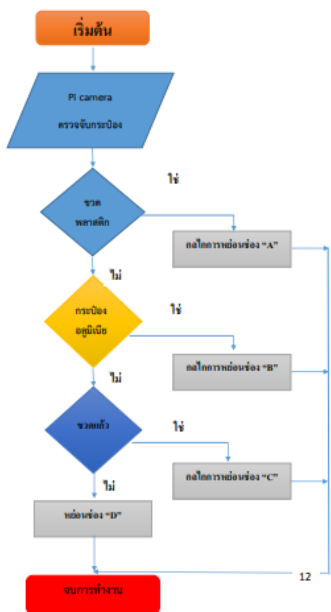 เริ่มต้น
Pi camera
ตรวจจับกระป๋อง
ใช่
ขวด
พลาสติก
กลไกการหย่อนช่อง “A”
ไม่
กระป๋อง
อลูมิเนีย
ใช่
กลไกการหย่อนช่อง “B”
ไม่
ขวดแก้ว
ใช่
กลไกการหย่อนช่อง “C”
ไม่
หย่อนช่อง “D”
12
จบการทำงาน